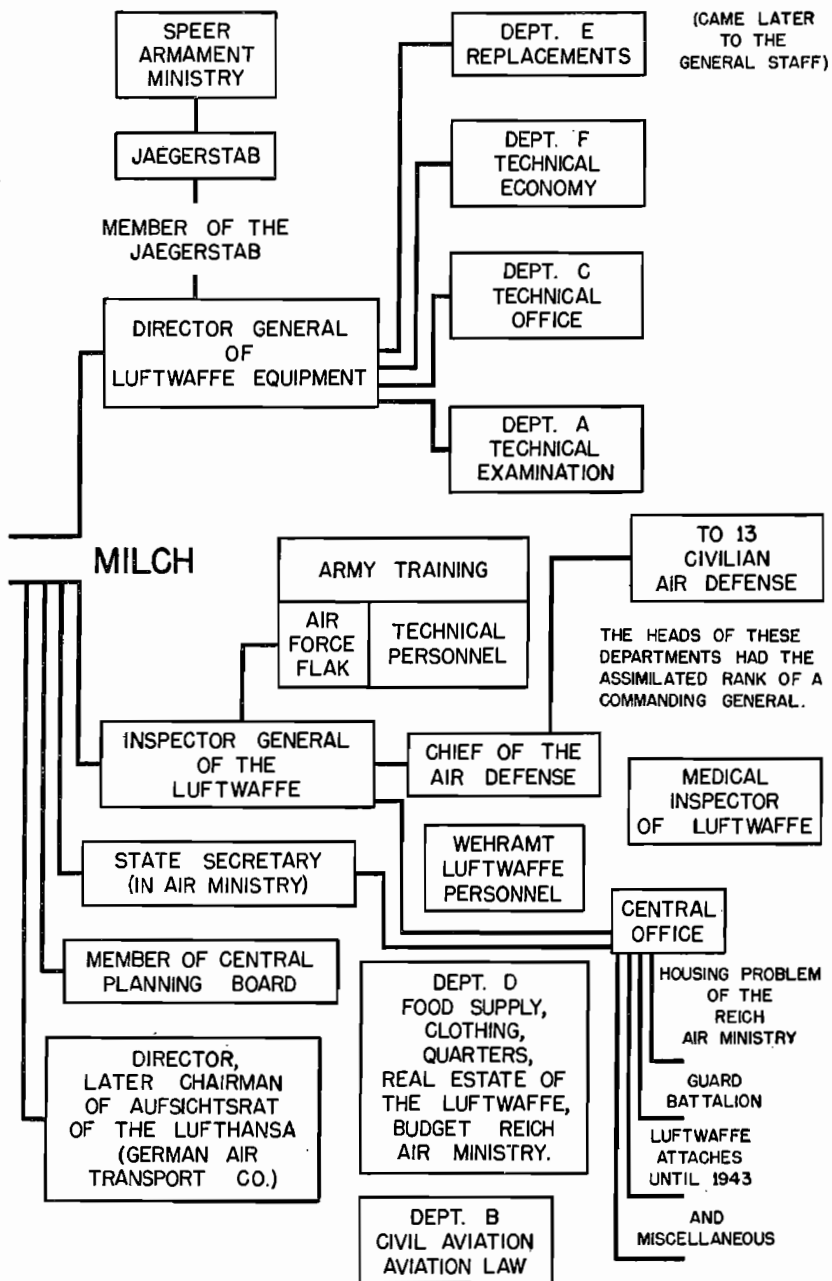 SPEER
ARMAMENT
MINISTRY
JAEGERSTAB
MEMBER OF THE
JAEGERSTAB
DIRECTOR GENERAL
OF
LUFTWAFFE EQUIPMENT
DEPT. E
REPLACEMENTS
(CAME LATER
TO THE
GENERAL STAFF)
DEPT. F
TECHNICAL
ECONOMY
DEPT. C
TECHNICAL
OFFICE
DEPT. A
TECHNICAL
EXAMINATION
MILCH
ARMY TRAINING
AIR
FORCE
FLAK
TECHNICAL
PERSONNEL
TO 13
CIVILIAN
AIR DEFENSE
THE HEADS OF THESE
DEPARTMENTS HAD THE
ASSIMILATED RANK OF A
COMMANDING GENERAL.
INSPECTOR GENERAL
OF THE
LUFTWAFFE
CHIEF OF THE
AIR DEFENSE
MEDICAL
INSPECTOR
OF LUFTWAFFE
WEHRAMT
LUFTWAFFE
PERSONNEL
STATE SECRETARY
(IN AIR MINISTRY)
CENTRAL
OFFICE
MEMBER OF CENTRAL
PLANNING BOARD
HOUSING PROBLEM
OF THE
REICH
AIR MINISTRY
GUARD
BATTALION
LUFTWAFFE
ATTACHES
UNTIL 1943
AND
MISCELLANEOUS
DEPT. D
FOOD SUPPLY,
CLOTHING,
QUARTERS,
REAL ESTATE OF
THE LUFTWAFFE,
BUDGET REICH
AIR MINISTRY.
DIRECTOR,
LATER CHAIRMAN
OF AUFSICHTSRAT
OF THE LUFTHANSA
(GERMAN AIR
TRANSPORT CO.)
DEPT. B
CIVIL AVIATION
AVIATION LAW